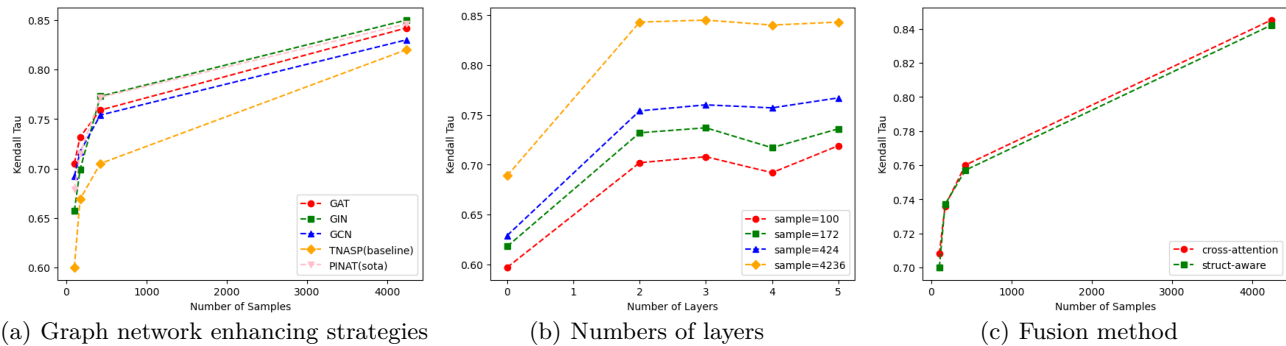 0.85
0.80
0.75
0.70
0.65
0.60
Kendall Tau
0
1000
2000
3000
4000
Number of Samples
GAT
GIN
GCN
TNASP(baseline)
PINAT(sota)
(a) Graph network enhancing strategies
0.85
0.80
0.75
0.70
0.65
0.60
Kendall Tau
0
1
2
3
4
5
Number of Layers
sample=100
sample=172
sample=424
sample=4236
(b) Numbers of layers
0.84
0.82
0.80
0.78
0.76
0.74
0.72
0.70
Kendall Tau
0
1000
2000
3000
4000
Number of Samples
cross-attention
struct-aware
(c) Fusion method